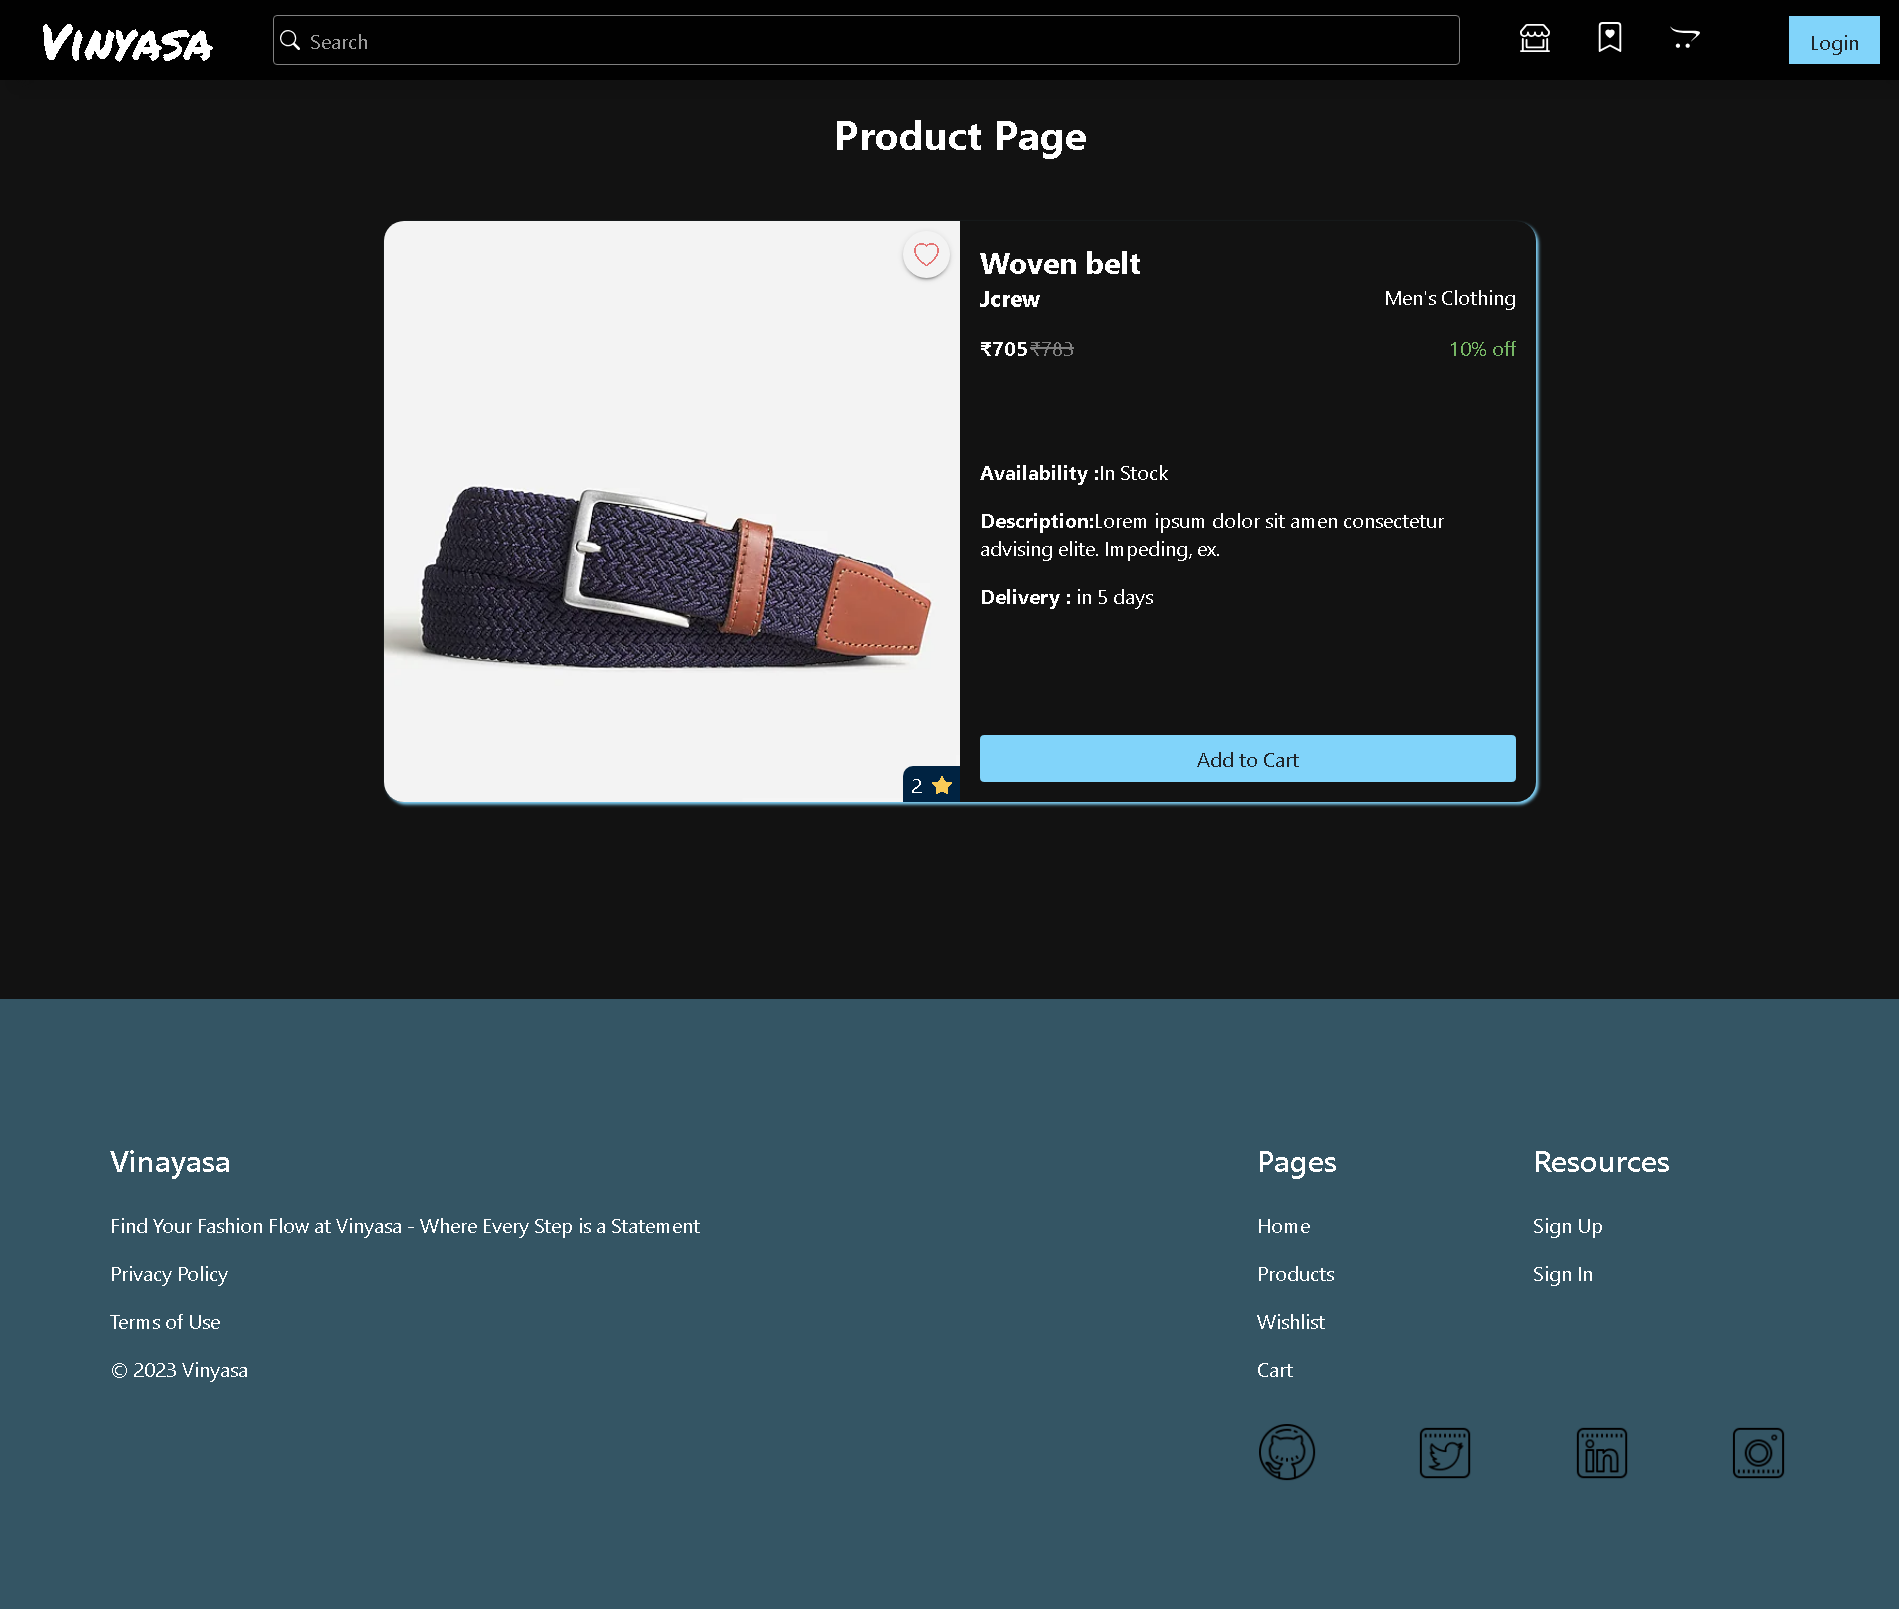 VINYASA
Search
Login
Product Page
Woven belt
Jcrew
Men's Clothing
₹705₹783
10% off
Availability :In Stock
Description:Lorem ipsum dolor sit amen consectetur
advising elite. Impeding, ex.
Delivery : in 5 days
2
Add to Cart
Vinayasa
Find Your Fashion Flow at Vinyasa - Where Every Step is a Statement
Privacy Policy
Terms of Use
© 2023 Vinyasa
Pages
Home
Products
Wishlist
Cart
Resources
Sign Up
Sign In
in